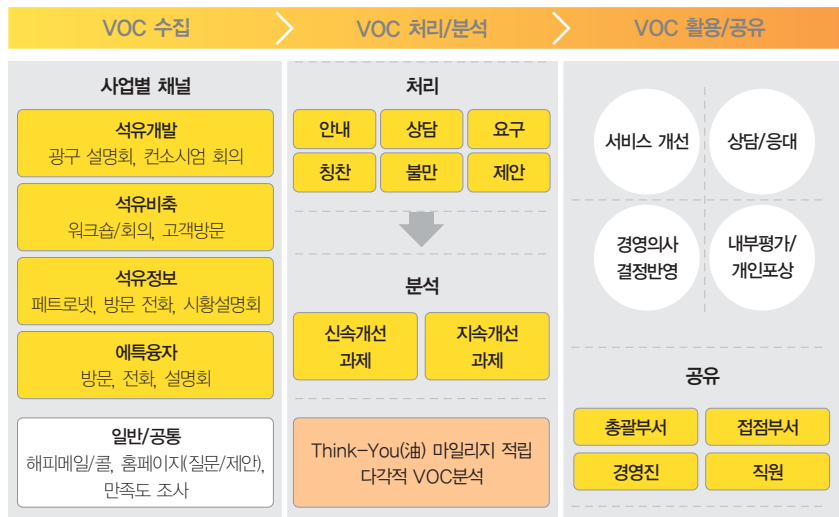 VOC 수집
VOC 처리/분석
VOC 활용/공유
사업별 채널
석유개발
광구 설명회, 컨소시엄 회의
석유비축
워크숍/회의, 고객방문
석유정보
페트로넷, 방문 전화, 시황설명회
에특융자
방문, 전화, 설명회
일반/공통
해피메일/콜, 홈페이지(질문/제안),
만족도 조사
처리
안내
상담
요구
칭찬
불만
제안
분석
신속개선
과제
지속개선
과제
Think-You(油) 마일리지 적립
다각적 VOC분석
서비스 개선
상담/응대
경영의사
결정반영
내부평가/
개인포상
공유
총괄부서
접점부서
경영진
직원